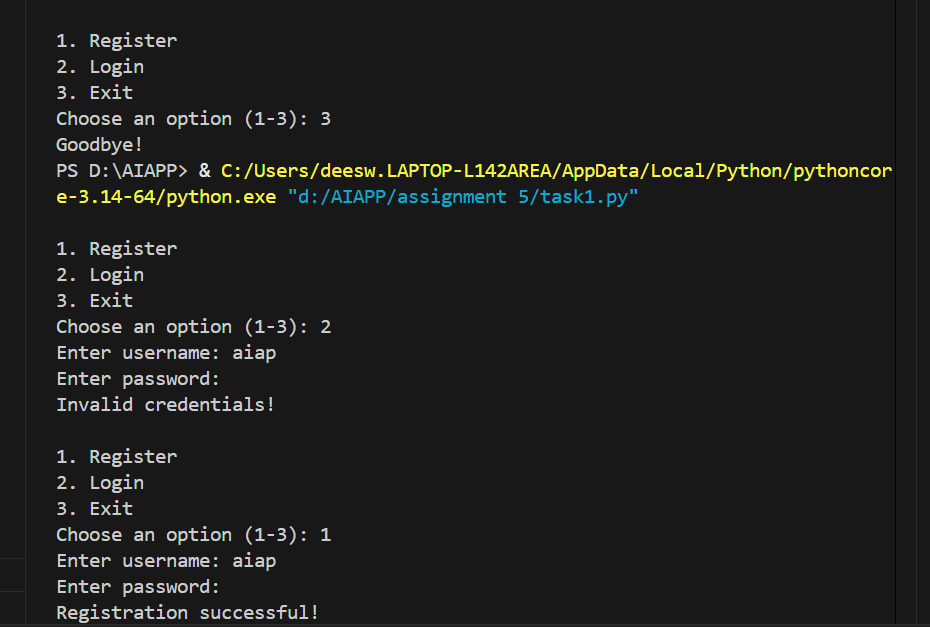 1. Register
2. Login
3. Exit
Choose an option (1-3): 3
Goodbye!
PS D:\AIAPP> & C:/Users/deesw.LAPTOP-L142AREA/AppData/Local/Python/pythoncor
e-3.14-64/python.exe "d:/AIAPP/assignment 5/task1.py"
1. Register
2. Login
3. Exit
Choose an option (1-3): 2
Enter username: aiap
Enter password:
Invalid credentials!
1. Register
2. Login
3. Exit
Choose an option (1-3): 1
Enter username: aiap
Enter password:
Registration successful!